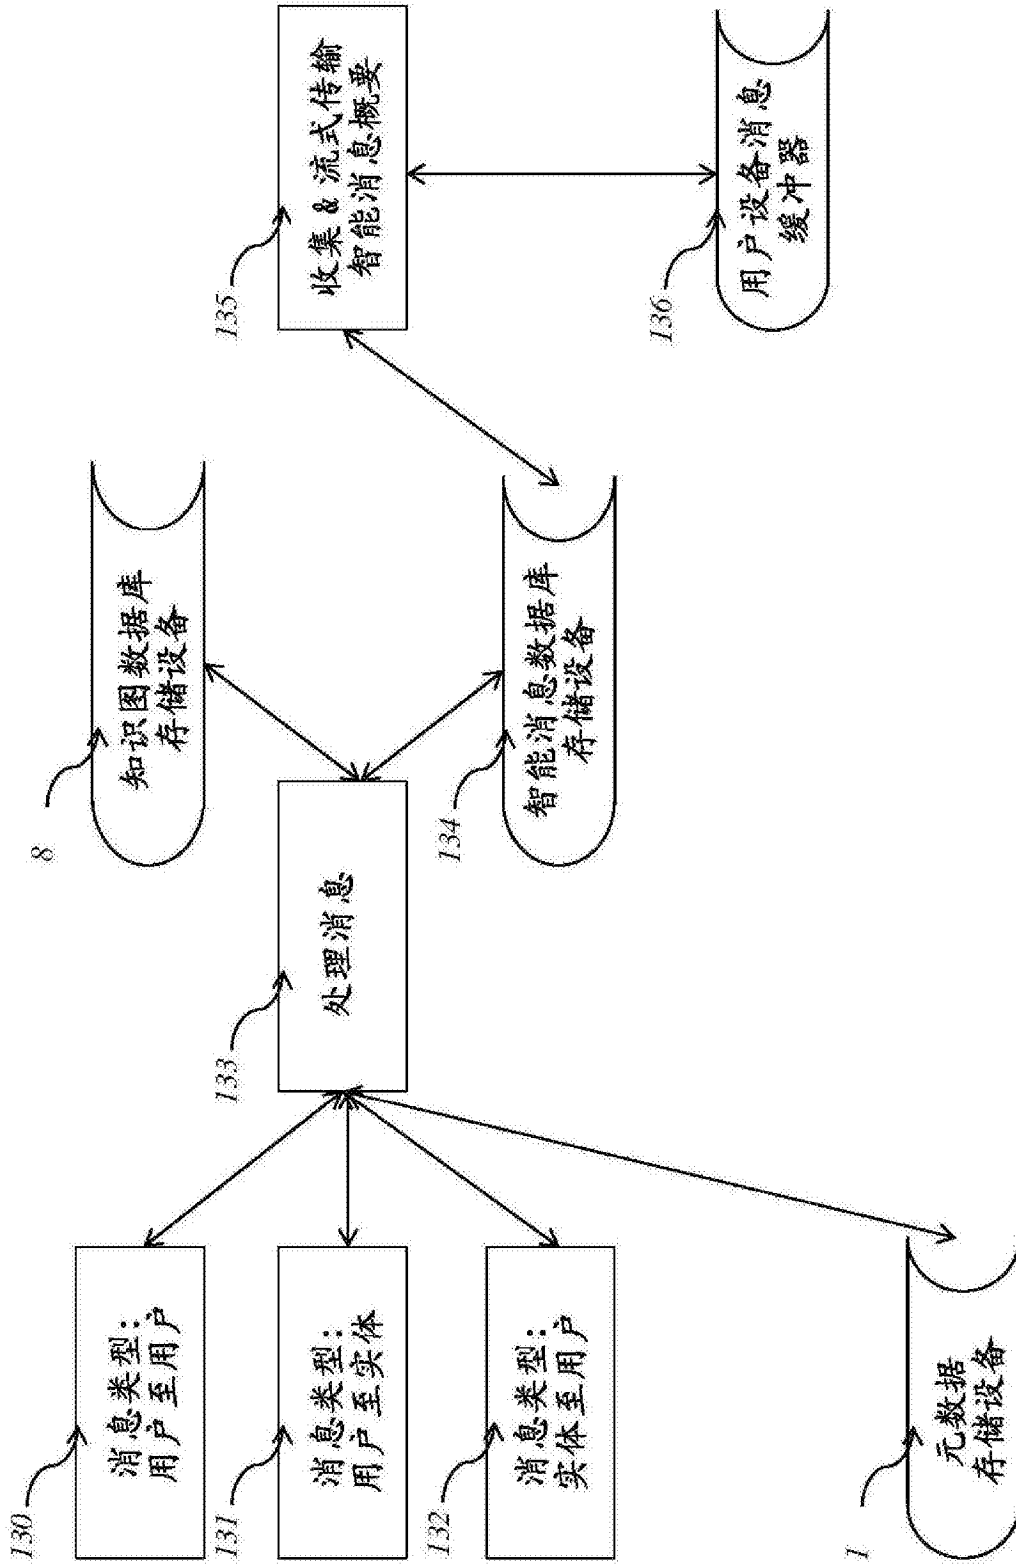 130
消息类型：
用户至用户
131
消息类型：
用户至实体
132
消息类型：
实体至用户
1
元数据
存储设备
133
处理消息
8
知识图数据库
存储设备
134
智能消息数据库
存储设备
135
收集＆流式传输
智能消息概要
136
用户设备消息
缓冲器